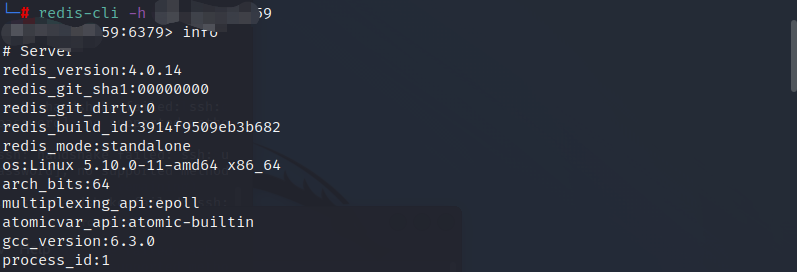 └─# redis-cli -h 59
59:6379> info
# Server
redis_version:4.0.14
redis_git_sha1:00000000
redis_git_dirty:0
redis_build_id:3914f9509eb3b682
redis_mode:standalone
os:Linux 5.10.0-11-amd64 x86_64
arch_bits:64
multiplexing_api:epoll
atomicvar_api:atomic-builtin
gcc_version:6.3.0
process_id:1